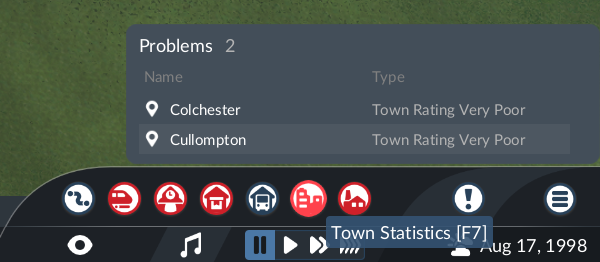 Problems 2
Name Type
Colchester Town Rating Very Poor
Cullompton Town Rating Very Poor
Town Statistics [F7]
Aug 17, 1998